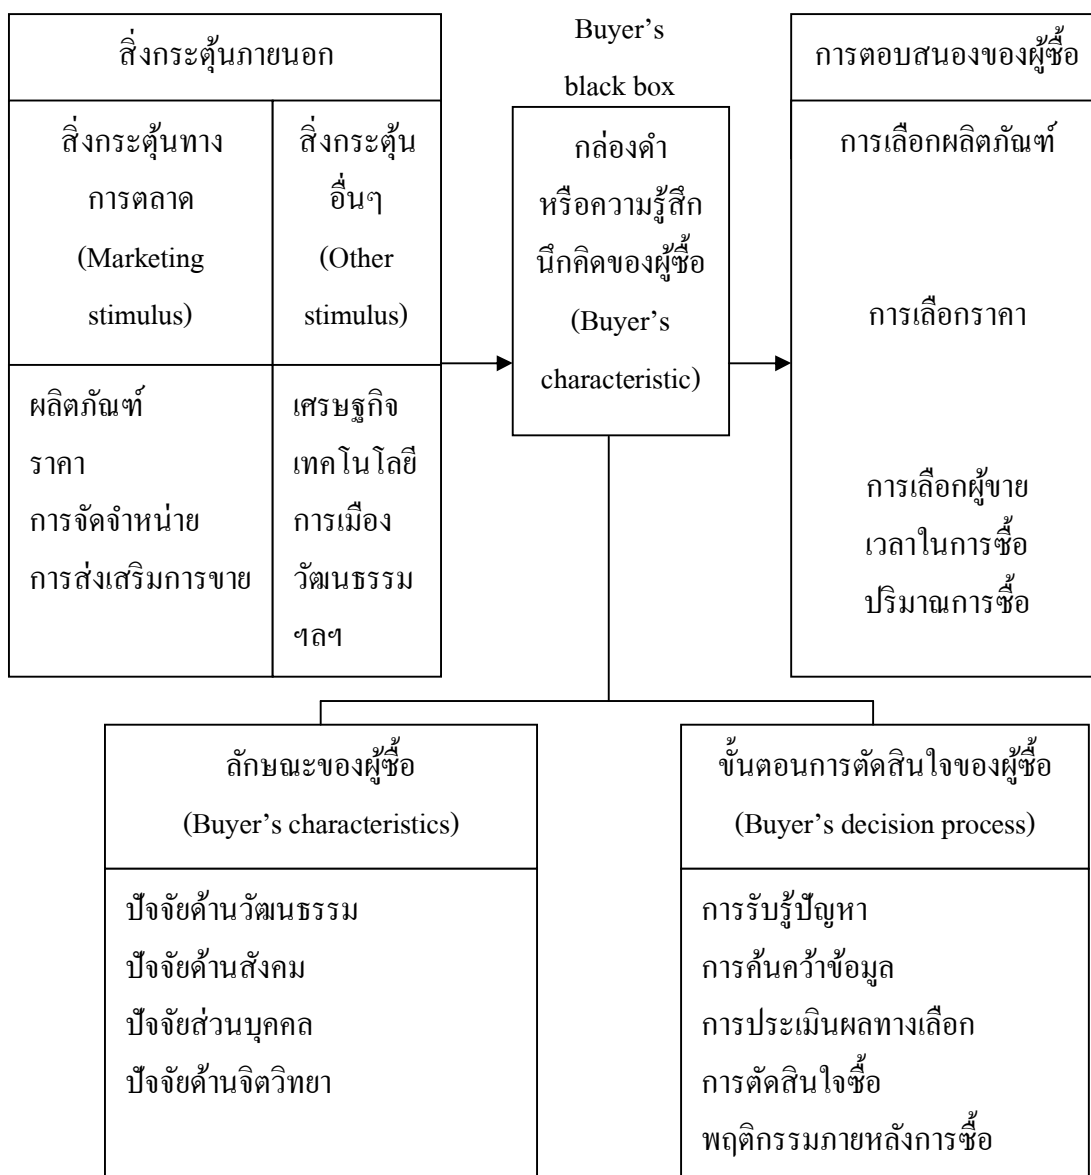 สิ่งกระตุ้นภายนอก
สิ่งกระตุ้นทาง
การตลาด
(Marketing
stimulus)
สิ่งกระตุ้น
อื่นๆ
(Other
stimulus)
ผลิตภัณฑ์
ราคา
การจัดจำหน่าย
การส่งเสริมการขาย
เศรษฐกิจ
เทคโนโลยี
การเมือง
วัฒนธรรม
ฯลฯ
Buyer’s
black box
กล่องดำ
หรือความรู้สึก
นึกคิดของผู้ซื้อ
(Buyer’s
characteristic)
การตอบสนองของผู้ซื้อ
การเลือกผลิตภัณฑ์
การเลือกราคา
การเลือกผู้ขาย
เวลาในการซื้อ
ปริมาณการซื้อ
ลักษณะของผู้ซื้อ
(Buyer’s characteristics)
ปัจจัยด้านวัฒนธรรม
ปัจจัยด้านสังคม
ปัจจัยส่วนบุคคล
ปัจจัยด้านจิตวิทยา
ขั้นตอนการตัดสินใจของผู้ซื้อ
(Buyer’s decision process)
การรับรู้ปัญหา
การค้นคว้าข้อมูล
การประเมินผลทางเลือก
การตัดสินใจซื้อ
พฤติกรรมภายหลังการซื้อ